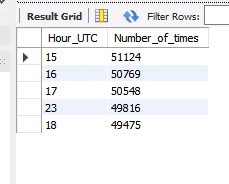 Result Grid Filter Rows:
Hour_UTC Number_of_times
15 51124
16 50769
17 50548
23 49816
18 49475